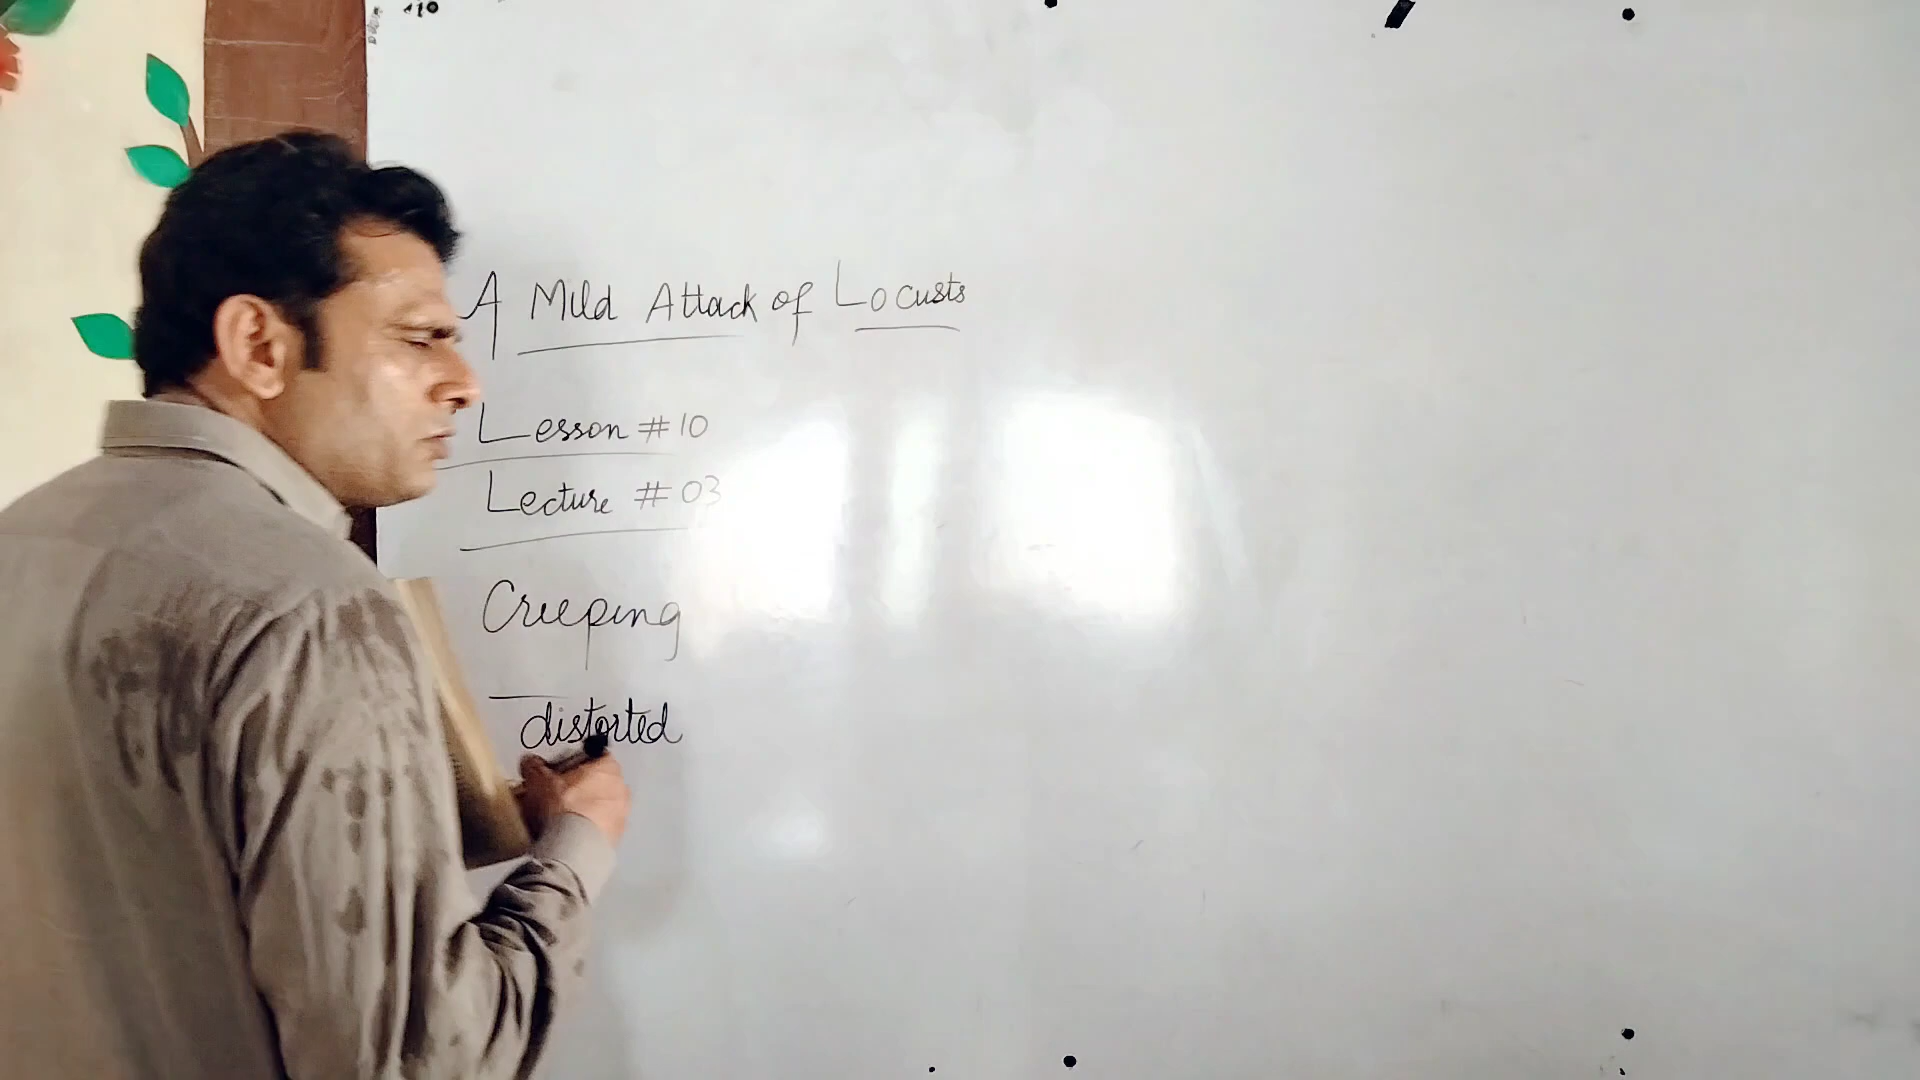 A Mild Attack of Locusts
Lesson #10
Lecture #03
Creeping
distorted